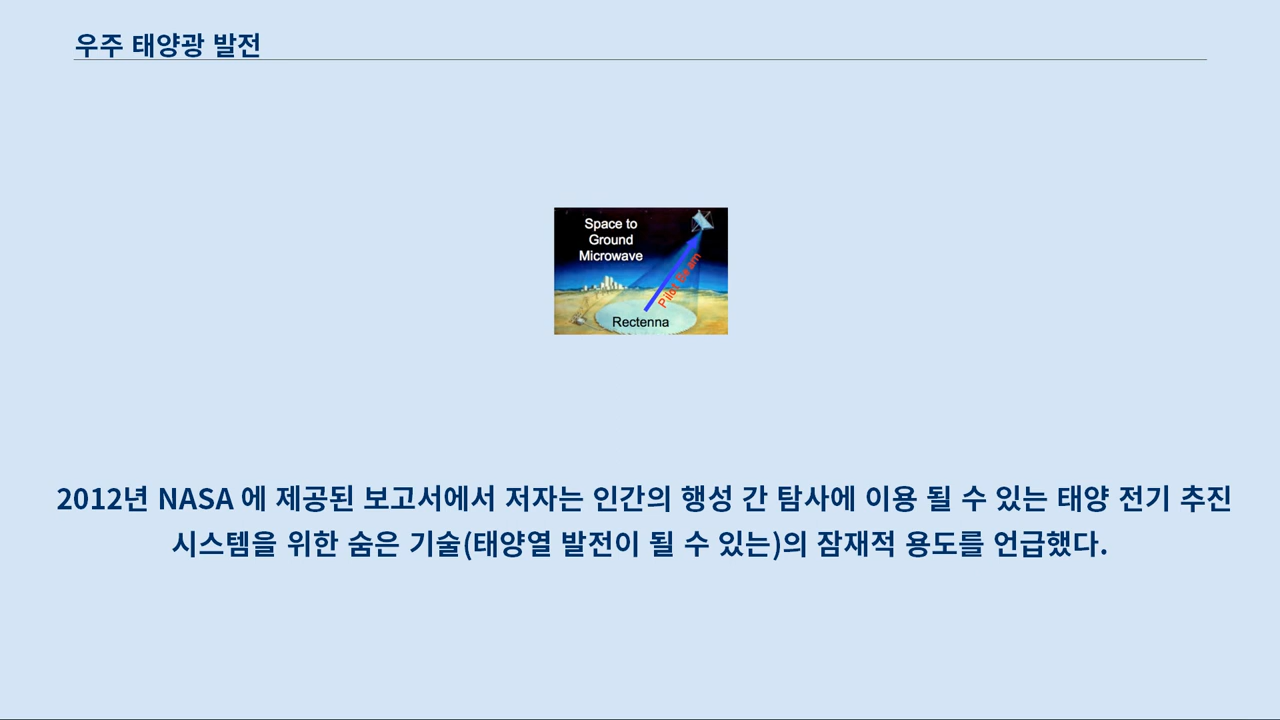 우주 태양광 발전
Space to
Ground
Microwave
Pilot Beam
Rectenna
2012년 NASA 에 제공된 보고서에서 저자는 인간의 행성 간 탐사에 이용 될 수 있는 태양 전기 추진
시스템을 위한 숨은 기술(태양열 발전이 될 수 있는)의 잠재적 용도를 언급했다.